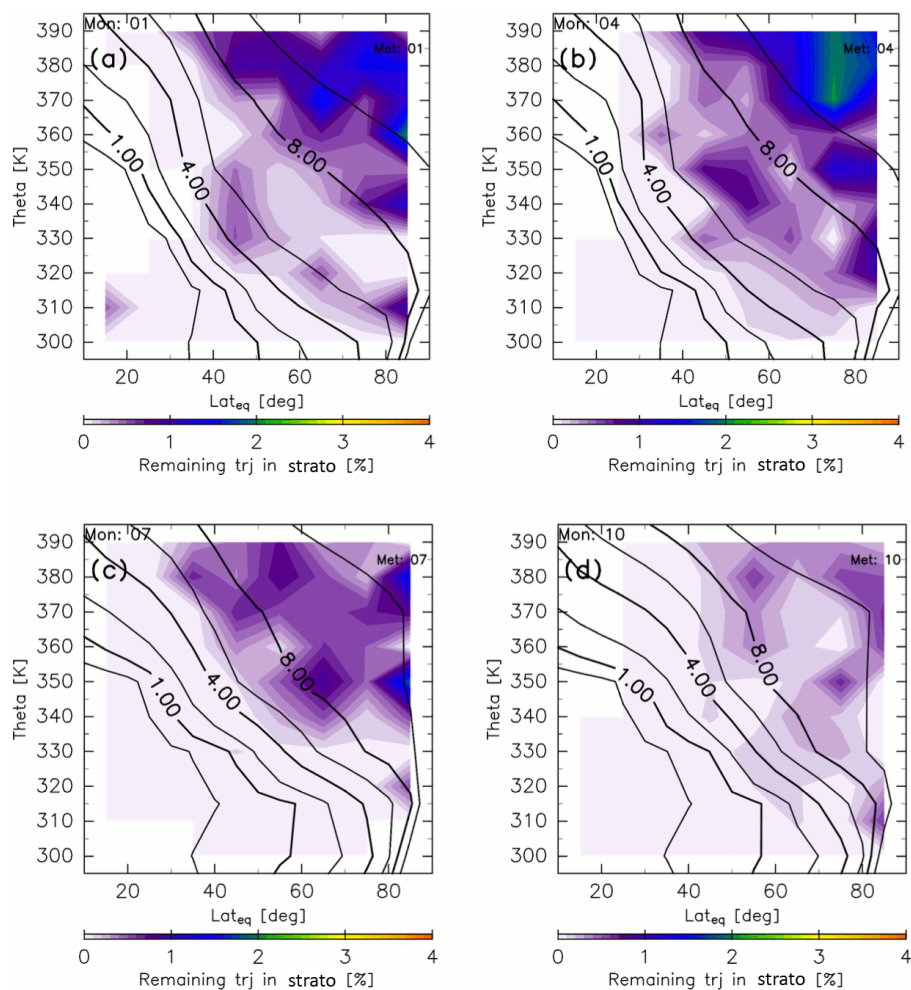 Mon: 01
(a)
Met: 01
390
380
370
360
350
340
330
320
310
300
Theta [K]
1.00
4.00
8.00
20 40 60 80
Lat_eq [deg]
0 1 2 3 4
Remaining trj in strato [%]
Mon: 04
(b)
Met: 04
390
380
370
360
350
340
330
320
310
300
Theta [K]
1.00
4.00
8.00
20 40 60 80
Lat_eq [deg]
0 1 2 3 4
Remaining trj in strato [%]
Mon: 07
(c)
Met: 07
390
380
370
360
350
340
330
320
310
300
Theta [K]
1.00
4.00
8.00
20 40 60 80
Lat_eq [deg]
0 1 2 3 4
Remaining trj in strato [%]
Mon: 10
(d)
Met: 10
390
380
370
360
350
340
330
320
310
300
Theta [K]
1.00
4.00
8.00
20 40 60 80
Lat_eq [deg]
0 1 2 3 4
Remaining trj in strato [%]